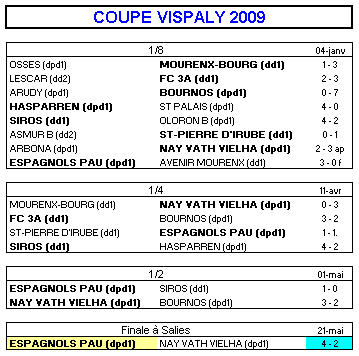 COUPE VISPALY 2009
1/8 04-janv
OSSES (dpd1) MOURENX-BOURG (dd1) 1 - 3
LESCAR (dd2) FC 3A (dd1) 2 - 3
ARUDY (dpd1) BOURNOS (dpd1) 0 - 7
HASPARREN (dpd1) ST PALAIS (dpd1) 4 - 0
SIROS (dd1) OLORON B (dpd1) 4 - 2
ASMUR B (dd2) ST-PIERRE D'IRUBE (dd1) 0 - 1
ARBONA (dpd1) NAY VATH VIELHA (dpd1) 2 - 3 ap
ESPAGNOLS PAU (dpd1) AVENIR MOURENX (dd1) 3 - 0 f
1/4 11-avr
MOURENX-BOURG (dd1) NAY VATH VIELHA (dpd1) 0 - 3
FC 3A (dd1) BOURNOS (dpd1) 3 - 2
ST-PIERRE D'IRUBE (dd1) ESPAGNOLS PAU (dpd1) 1 - 1.
SIROS (dd1) HASPARREN (dpd1) 4 - 2
1/2 01-mai
ESPAGNOLS PAU (dpd1) SIROS (dd1) 1 - 0
NAY VATH VIELHA (dpd1) BOURNOS (dpd1) 3 - 2
Finale à Salies 21-mai
ESPAGNOLS PAU (dpd1) NAY VATH VIELHA (dpd1) 4 - 2